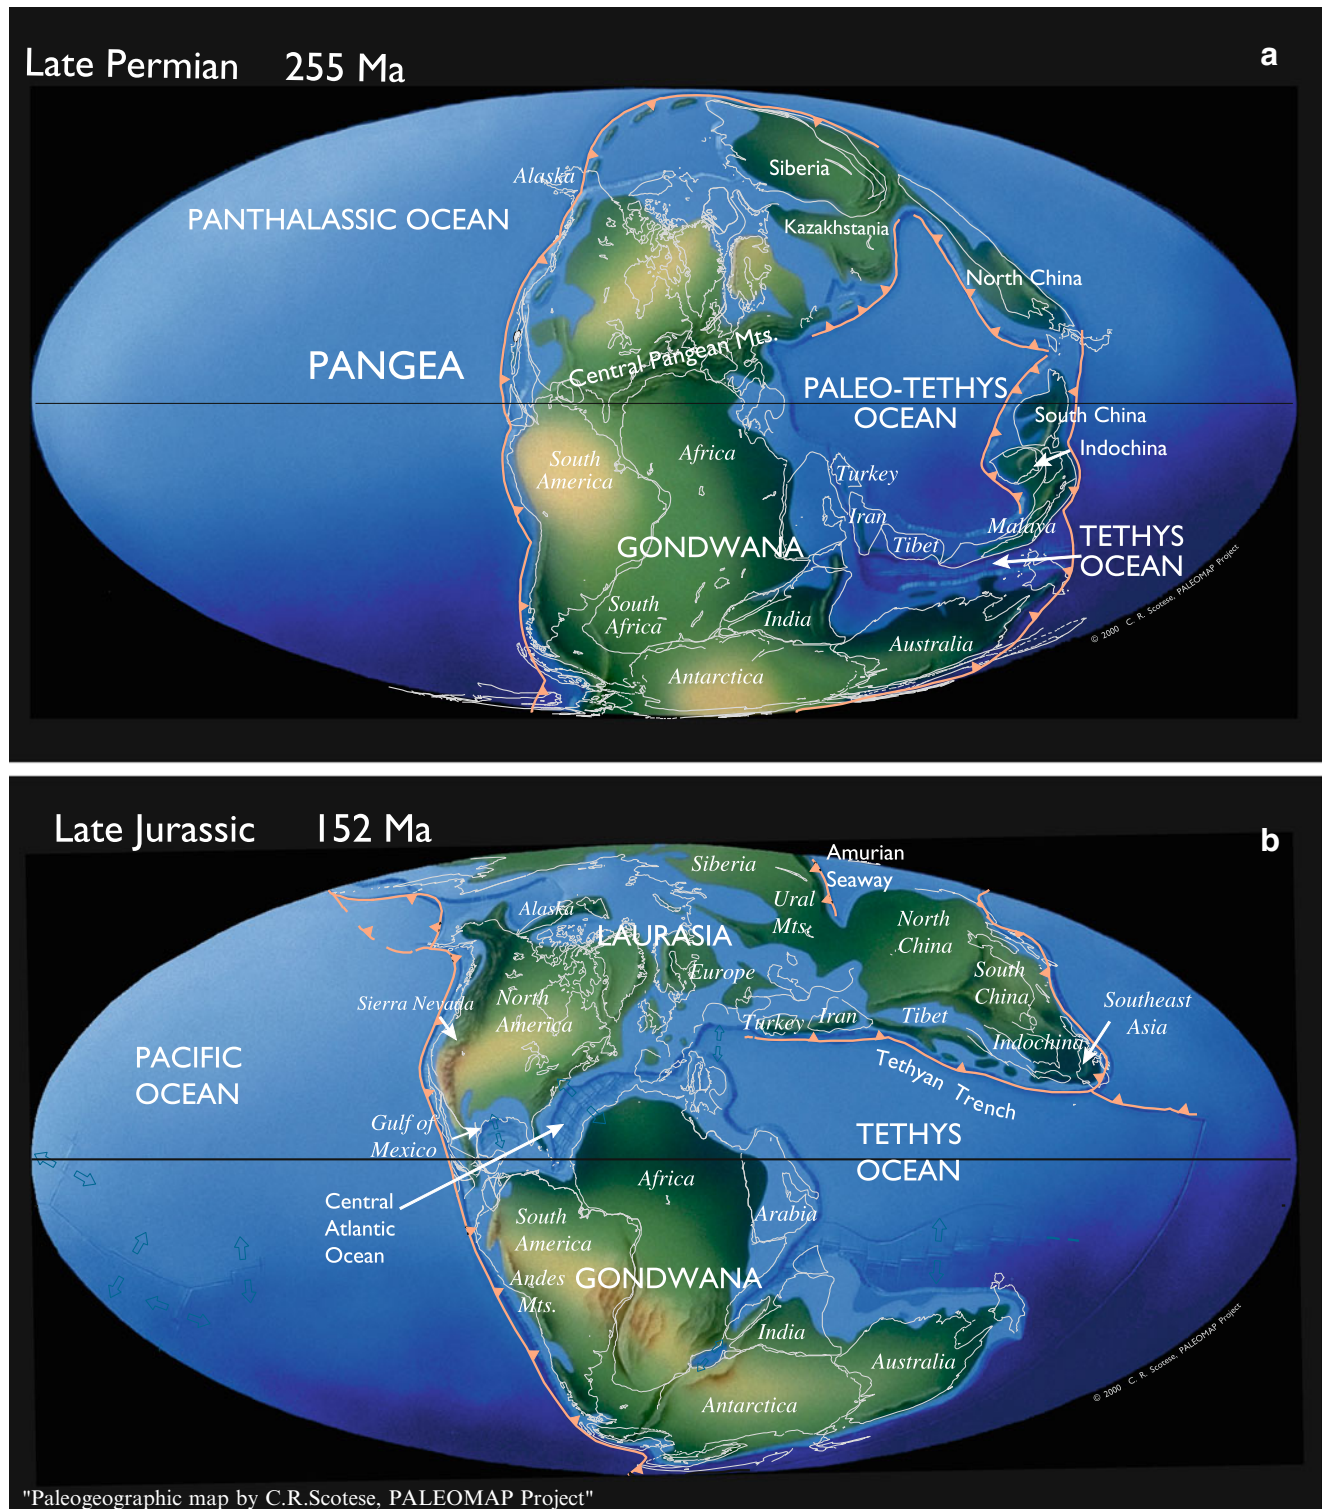 Late Permian 255 Ma
a
Alaska
Siberia
PANTHALASSIC OCEAN
Kazakhstania
North China
PANGEA
Central Pangean Mts.
PALEO-TETHYS
OCEAN
South China
Indochina
South
America
Africa
Turkey
Iran
Malaya
Tibet
GONDWANA
TETHYS
OCEAN
South
Africa
India
Australia
Antarctica
© 2000 C. R. Scotese, PALEOMAP Project
Late Jurassic 152 Ma
b
Amurian
Seaway
Siberia
Ural
Mts.
Alaska
LAURASIA
North
China
Europe
South
China
Sierra Nevada
North
America
Turkey
Iran
Tibet
Southeast
Asia
Indochina
PACIFIC
OCEAN
Tethyan Trench
Gulf of
Mexico
TETHYS
OCEAN
Central
Atlantic
Ocean
Africa
Arabia
South
America
Andes
Mts.
GONDWANA
India
Australia
Antarctica
© 2000 C. R. Scotese, PALEOMAP Project
"Paleogeographic map by C.R.Scotese, PALEOMAP Project"